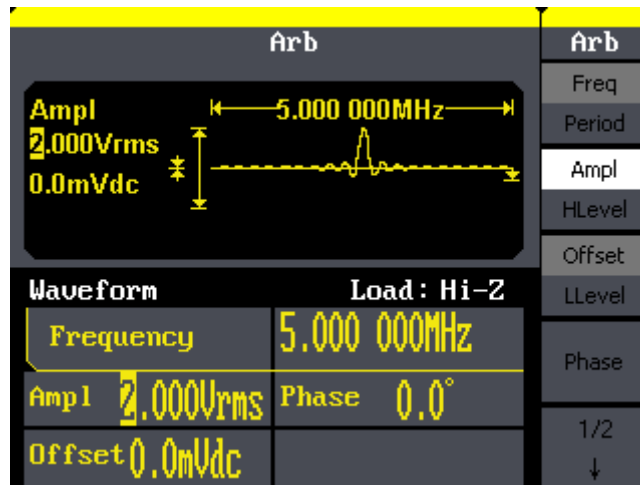 Arb
Ampl
5.000 000MHz
2.000Vrms
0.0mVdc
Waveform
Load: Hi-Z
Frequency
5.000 000MHz
Ampl 2.000Vrms
Phase 0.0°
Offset 0.0mVdc
Arb
Freq
Period
Ampl
HLevel
Offset
LLevel
Phase
1/2
↓